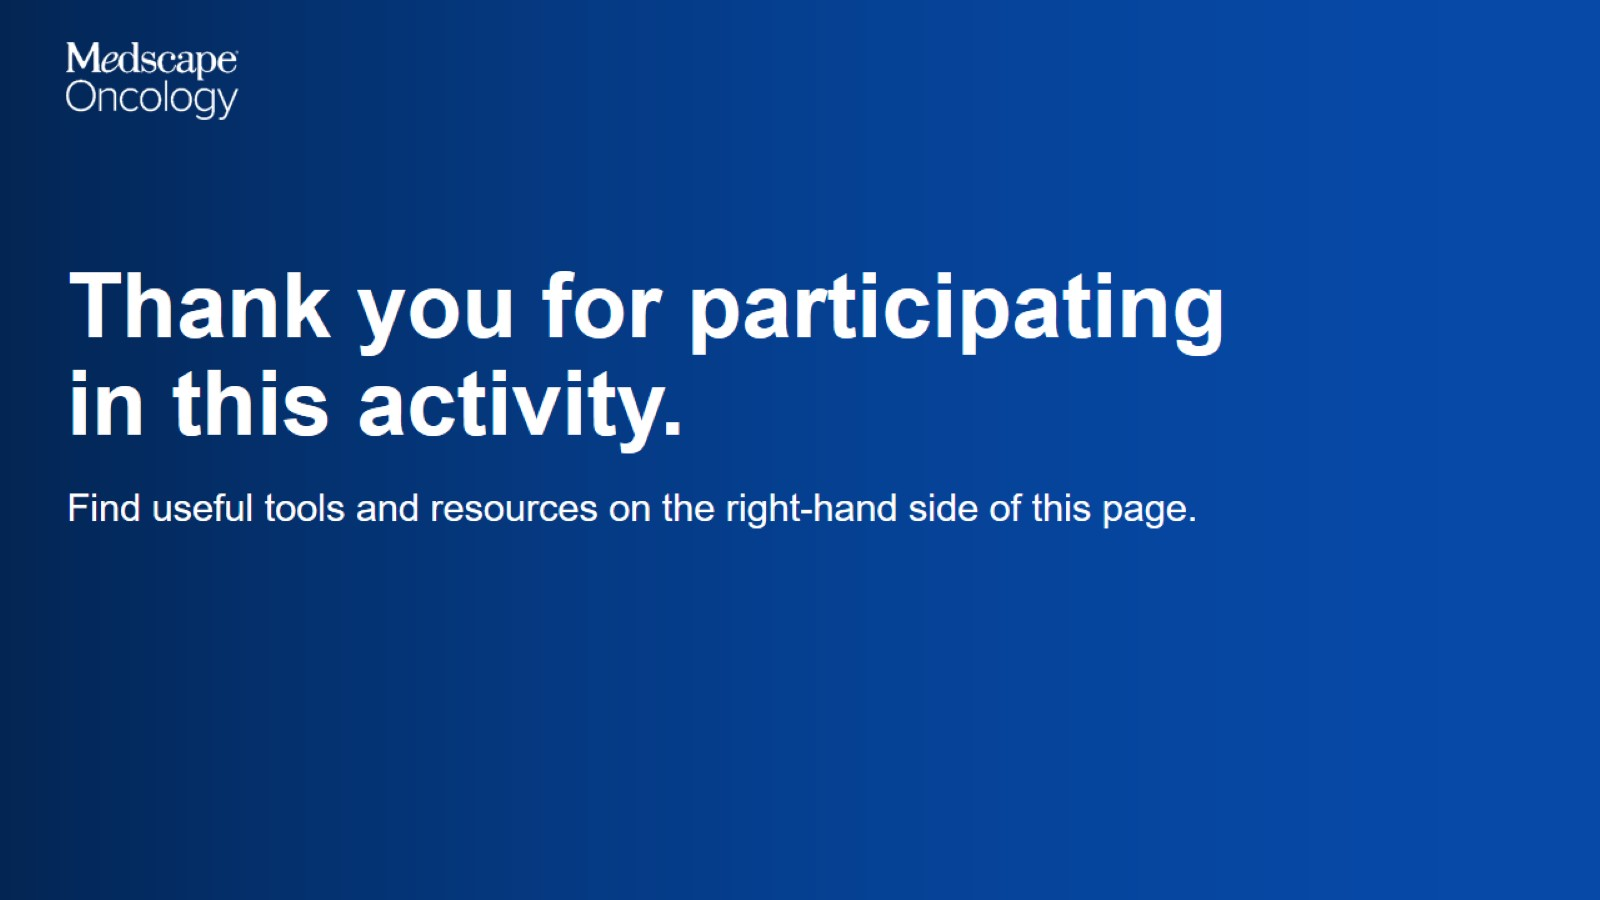 Medscape
Oncology
Thank you for participating
in this activity.
Find useful tools and resources on the right-hand side of this page.